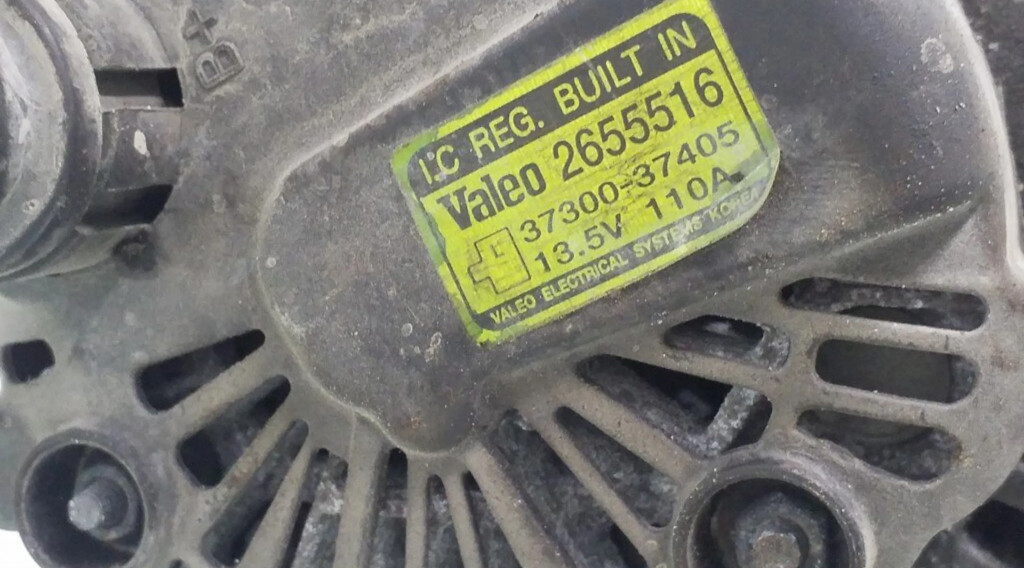 B+
I.C REG. BUILT IN
Valeo 2655516
37300-37405
13.5V 110A
VALEO ELECTRICAL SYSTEMS KOREA